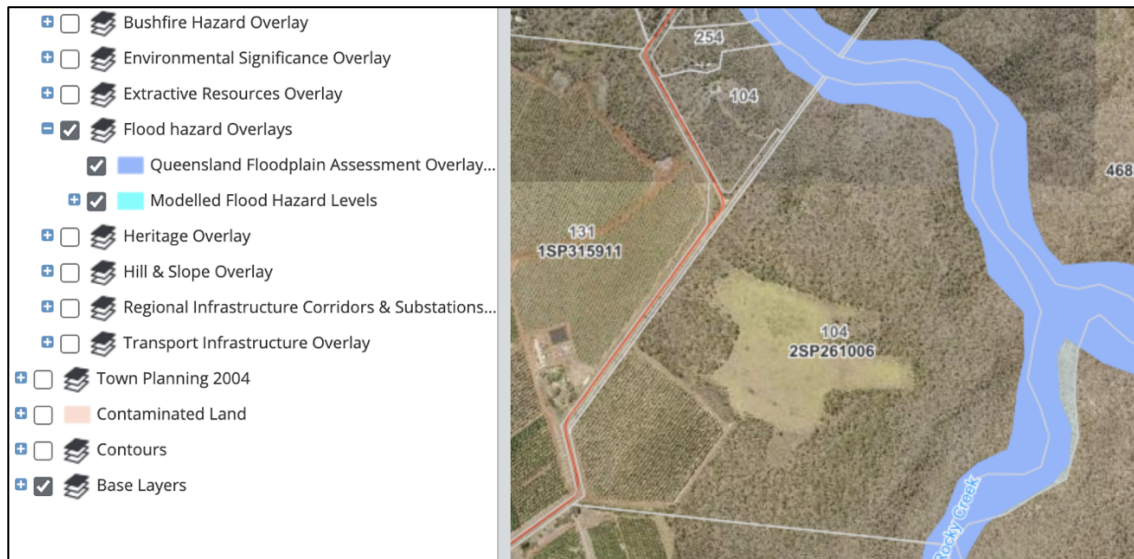 Bushfire Hazard Overlay
Environmental Significance Overlay
Extractive Resources Overlay
Flood hazard Overlays
Queensland Floodplain Assessment Overlay...
Modelled Flood Hazard Levels
Heritage Overlay
Hill & Slope Overlay
Regional Infrastructure Corridors & Substations...
Transport Infrastructure Overlay
Town Planning 2004
Contaminated Land
Contours
Base Layers
254
104
468
131
1SP315911
104
2SP261006
Rocky Creek